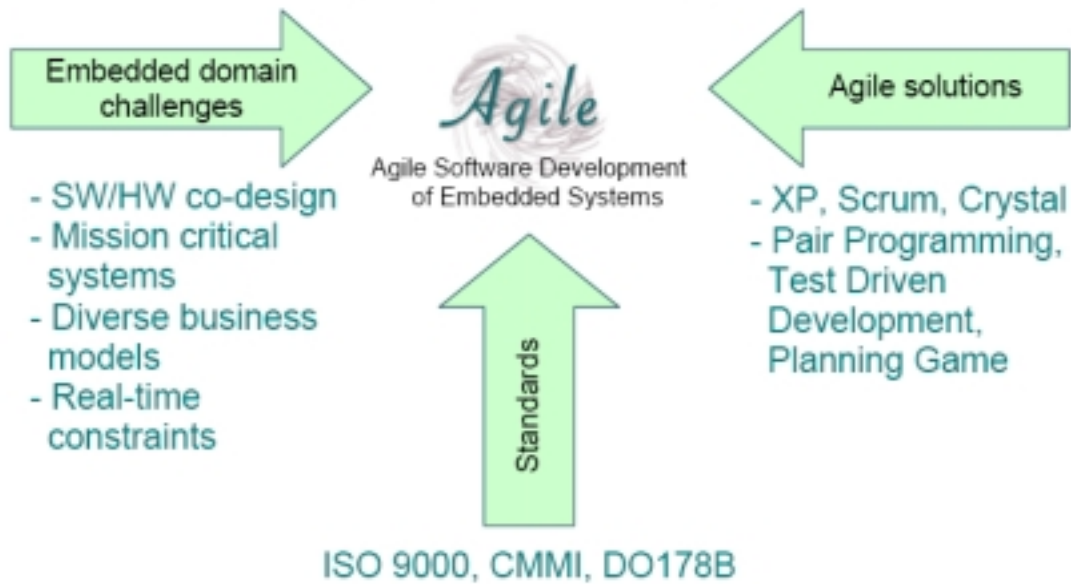 Embedded domain
challenges
- SW/HW co-design
- Mission critical
systems
- Diverse business
models
- Real-time
constraints
Agile
Agile Software Development
of Embedded Systems
Agile solutions
- XP, Scrum, Crystal
- Pair Programming,
Test Driven
Development,
Planning Game
Standards
ISO 9000, CMMI, DO178B